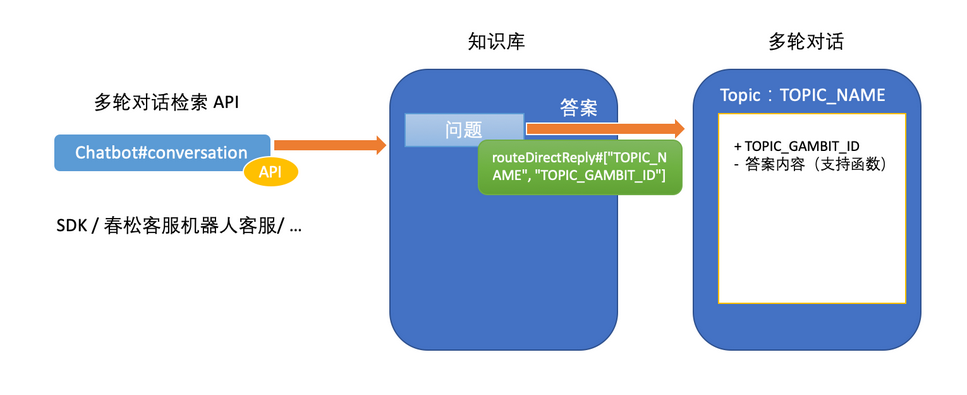 多轮对话检索 API
Chatbot#conversation
API
SDK / 春松客服机器人客服/ ...
知识库
问题
答案
routeDirectReply#["TOPIC_N
AME", "TOPIC_GAMBIT_ID"]
多轮对话
Topic：TOPIC_NAME
+ TOPIC_GAMBIT_ID
- 答案内容（支持函数）